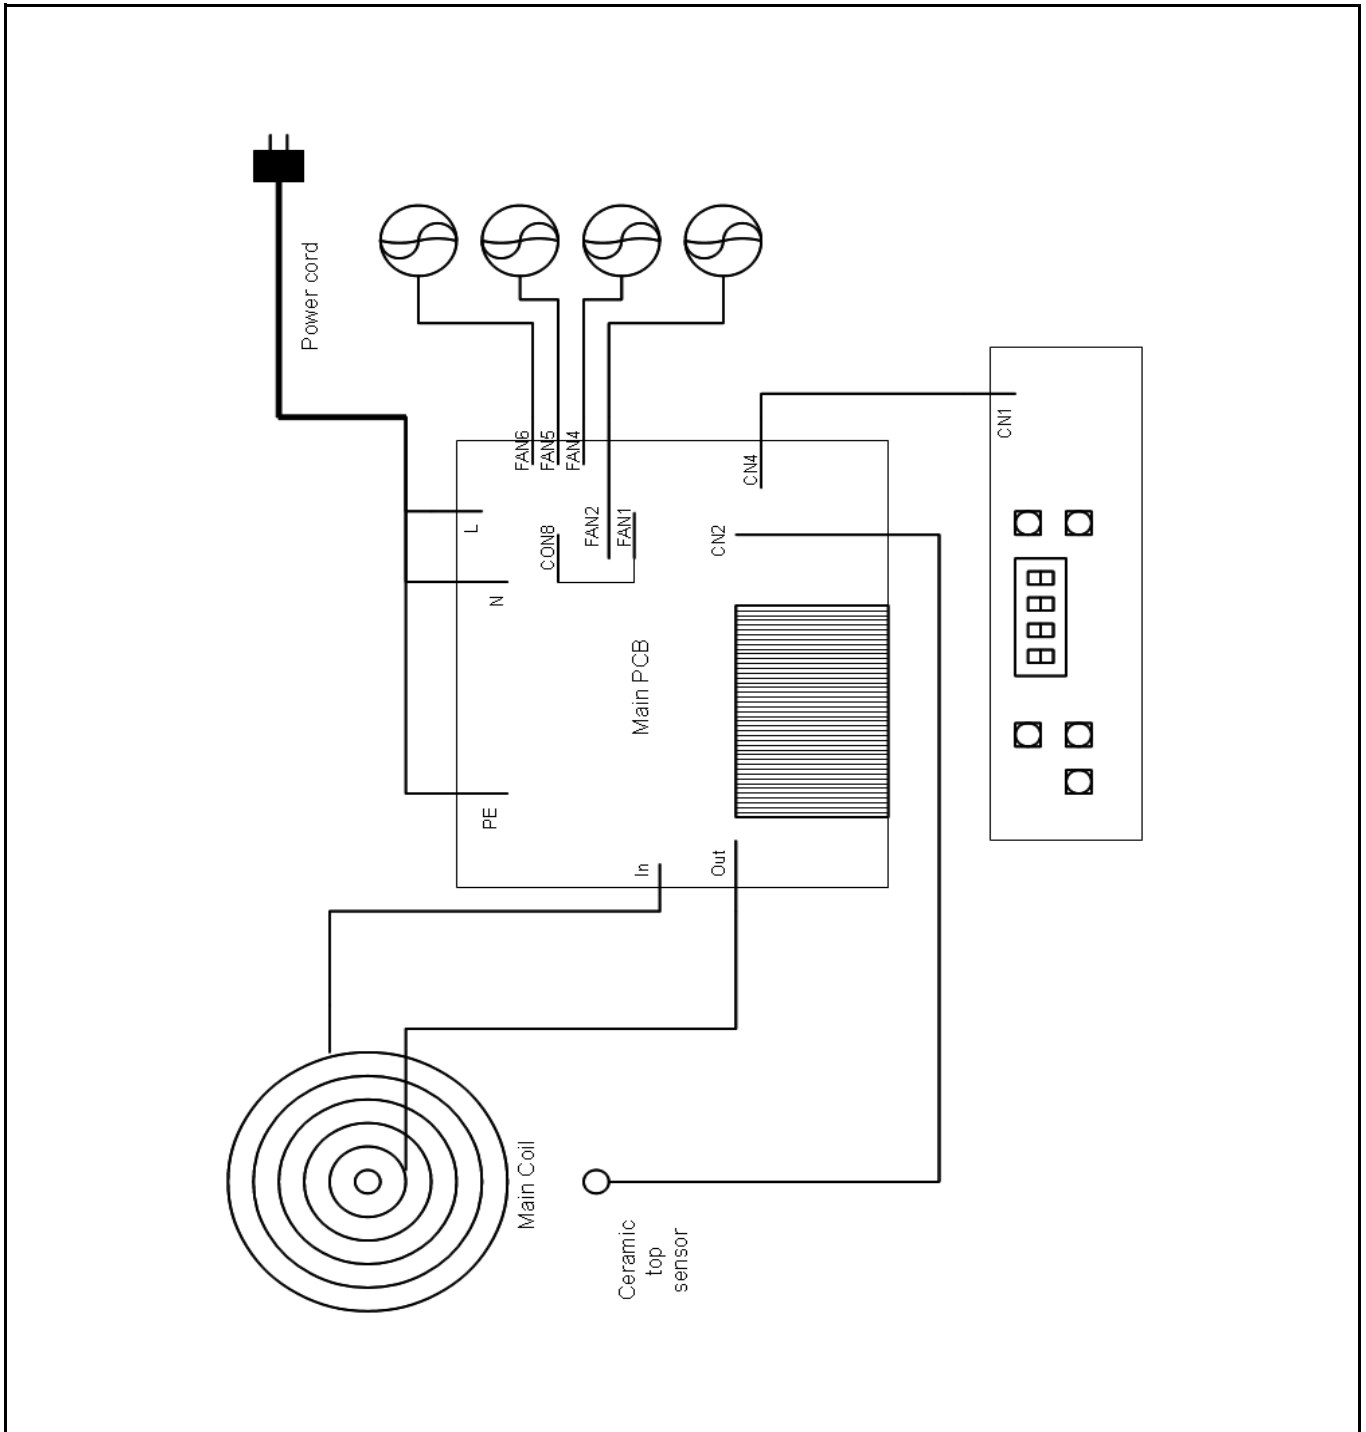 Power cord
FAN6
FAN5
FAN4
CN4
CN1
L
N
CON8
FAN2
FAN1
CN2
Main PCB
PE
In
Out
Main Coil
Ceramic
top
sensor